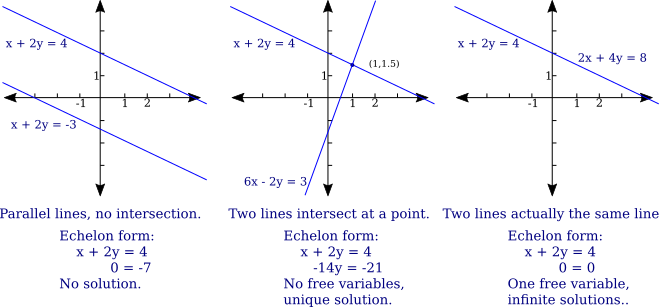 x + 2y = 4
1
-1 1 2
x + 2y = -3
Parallel lines, no intersection.
Echelon form:
x + 2y = 4
0 = -7
No solution.
x + 2y = 4
(1,1.5)
1
-1 1 2
6x - 2y = 3
Two lines intersect at a point.
Echelon form:
x + 2y = 4
-14y = -21
No free variables,
unique solution.
x + 2y = 4
2x + 4y = 8
1
-1 1 2
Two lines actually the same line
Echelon form:
x + 2y = 4
0 = 0
One free variable,
infinite solutions..